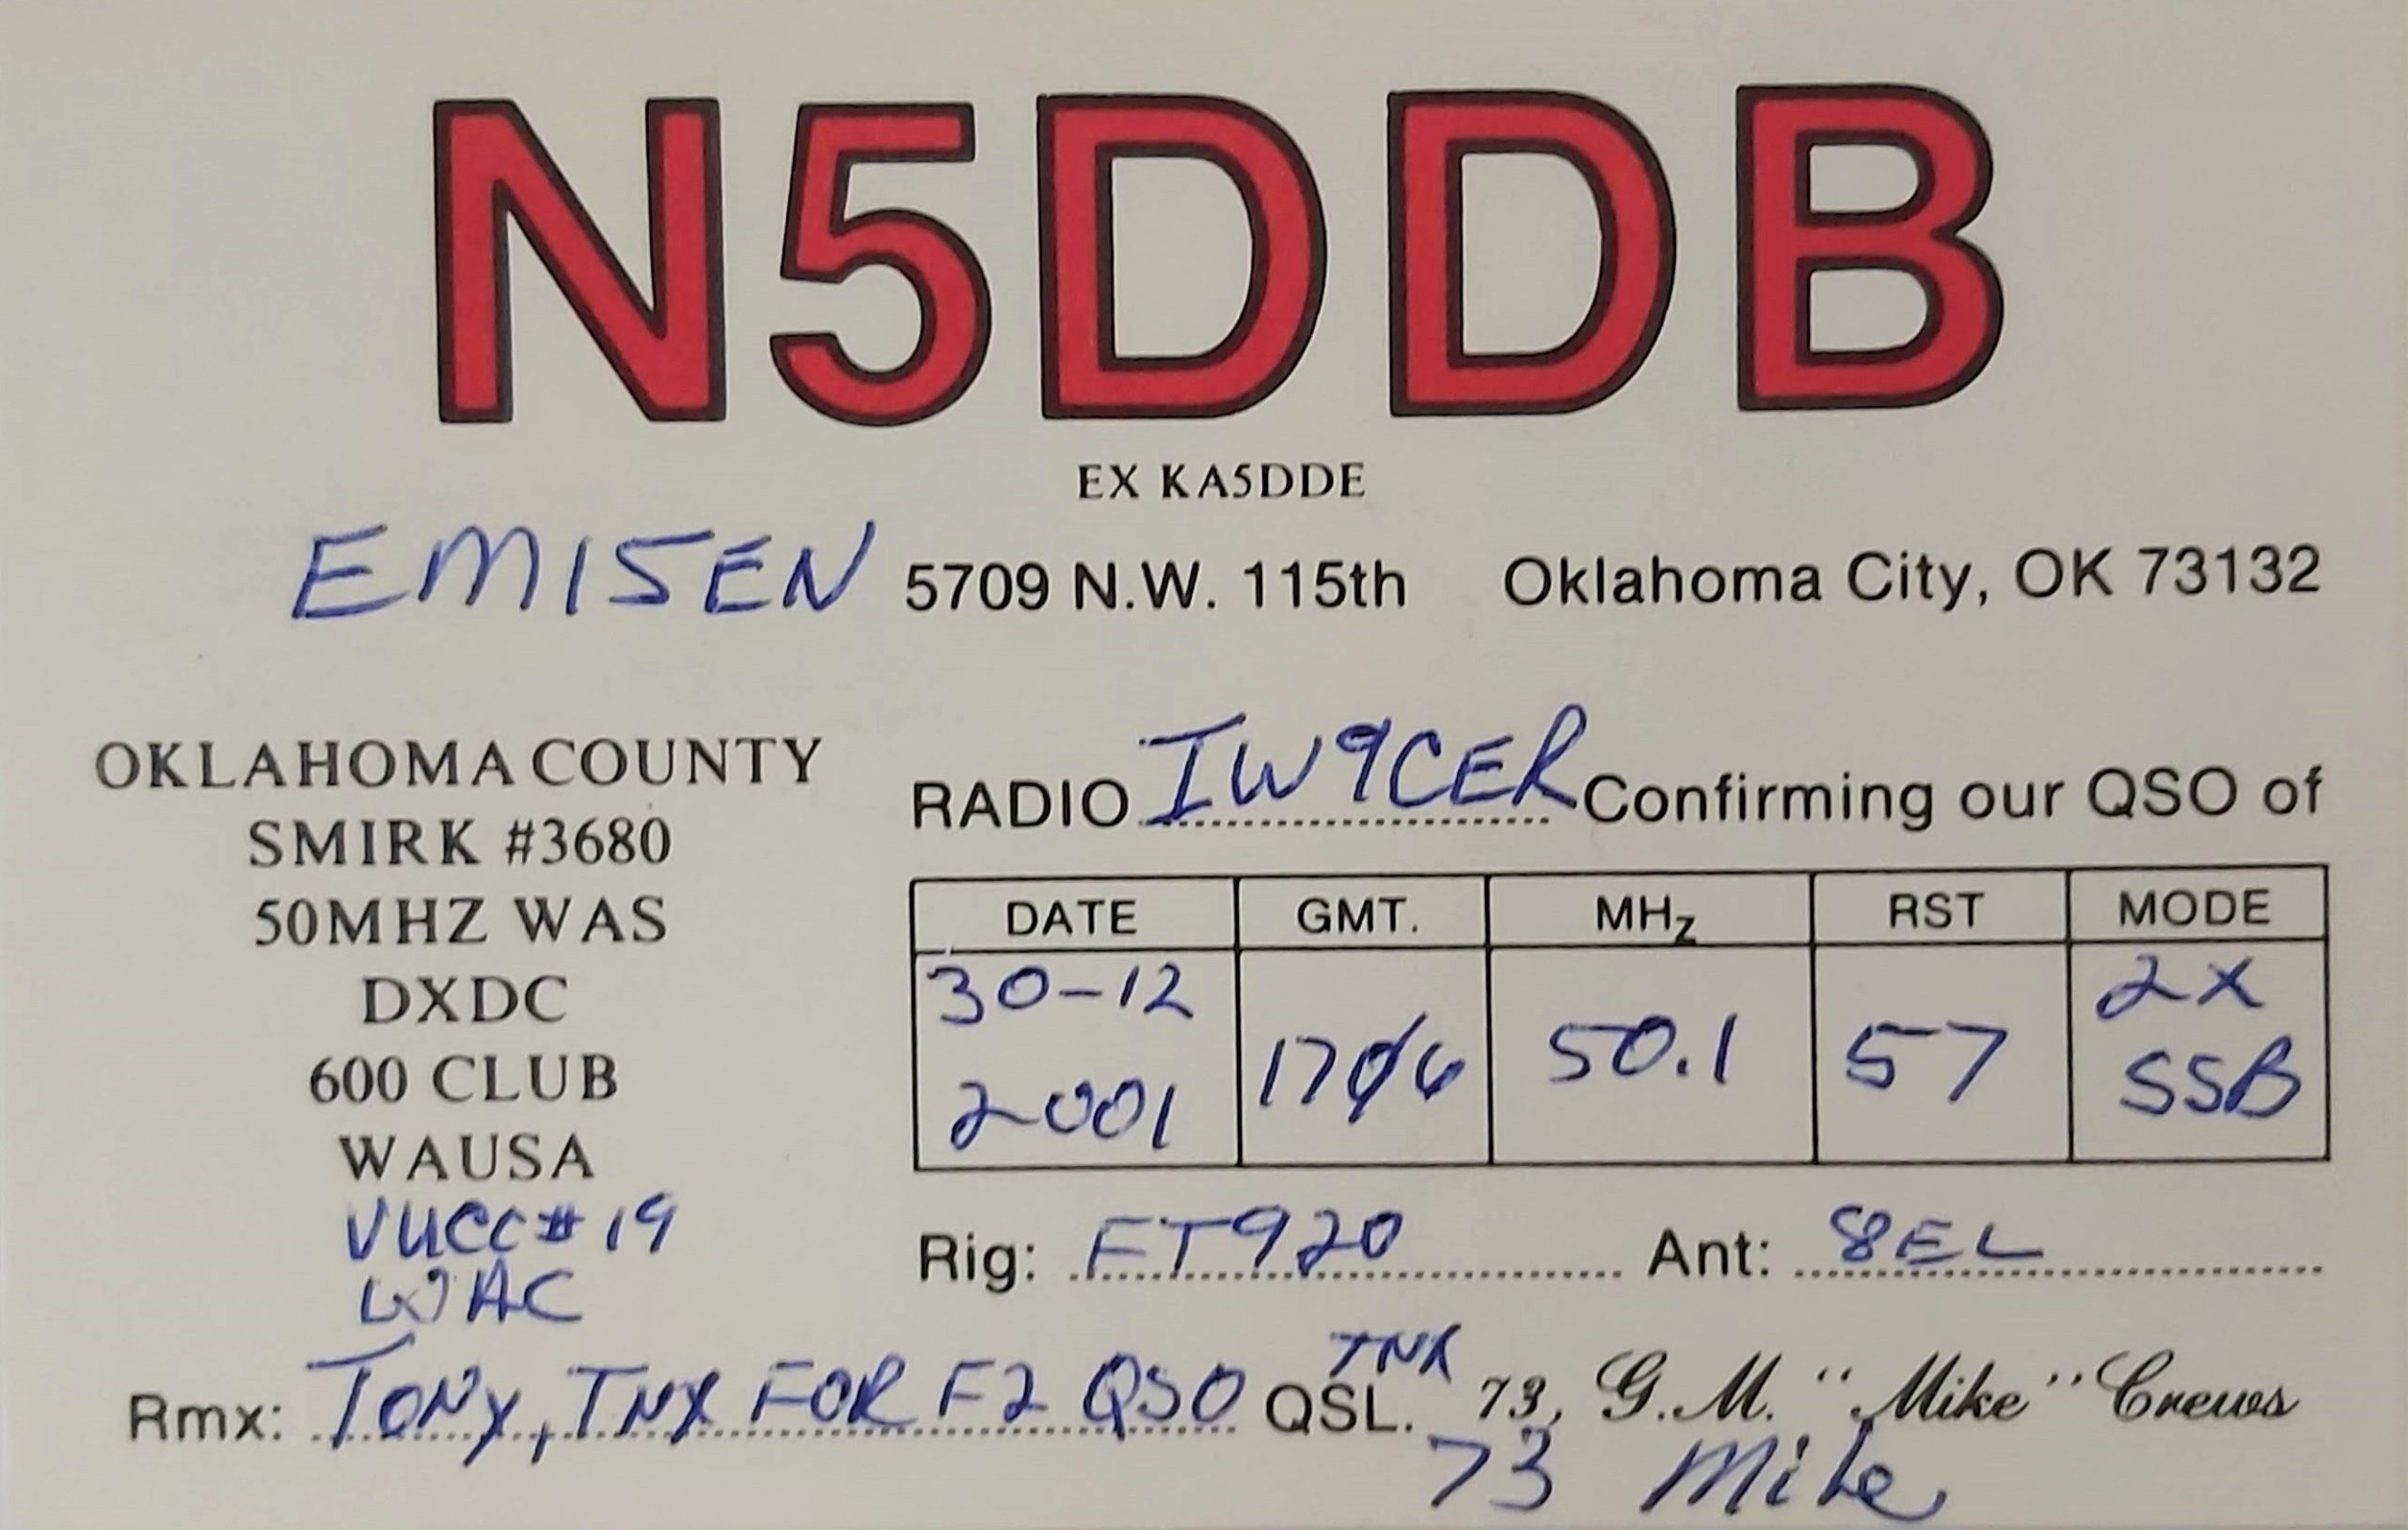 N5DDB
EX KA5DDE
EM15EN 5709 N.W. 115th Oklahoma City, OK 73132
OKLAHOMA COUNTY
SMIRK #3680
50MHZ WAS
DXDC
600 CLUB
WAUSA
VUCC# 19
WAC
RADIO IW9CER Confirming our QSO of
DATE GMT. MHz RST MODE
30-12 2001 1706 50.1 57 2X SSB
Rig: FT920 Ant: 8EL
Rmx: TONY, TNX FOR F2 QSO TNX QSL. 73, G.M. "Mike" Crews
73 Mike